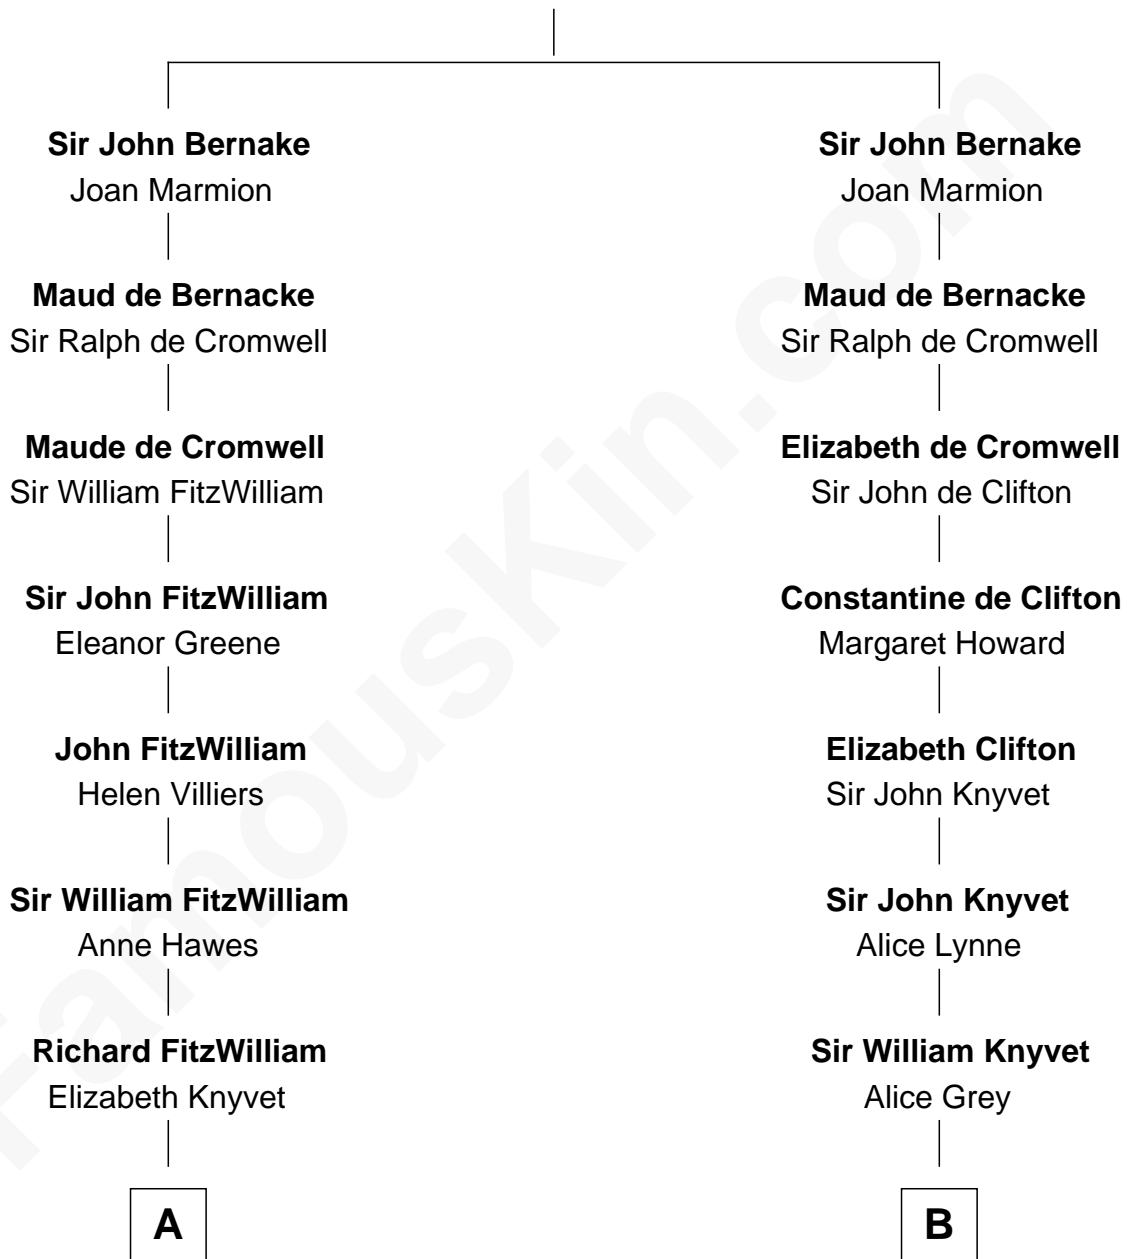 Sir John Bernake
Joan Marmion
Maud de Bernacke
Sir Ralph de Cromwell
Maude de Cromwell
Sir William FitzWilliam
Sir John FitzWilliam
Eleanor Greene
John FitzWilliam
Helen Villiers
Sir William FitzWilliam
Anne Hawes
Richard FitzWilliam
Elizabeth Knyvet
A
Sir John Bernake
Joan Marmion
Maud de Bernacke
Sir Ralph de Cromwell
Elizabeth de Cromwell
Sir John de Clifton
Constantine de Clifton
Margaret Howard
Elizabeth Clifton
Sir John Knyvet
Sir John Knyvet
Alice Lynne
Sir William Knyvet
Alice Grey
B
FamousKin.com